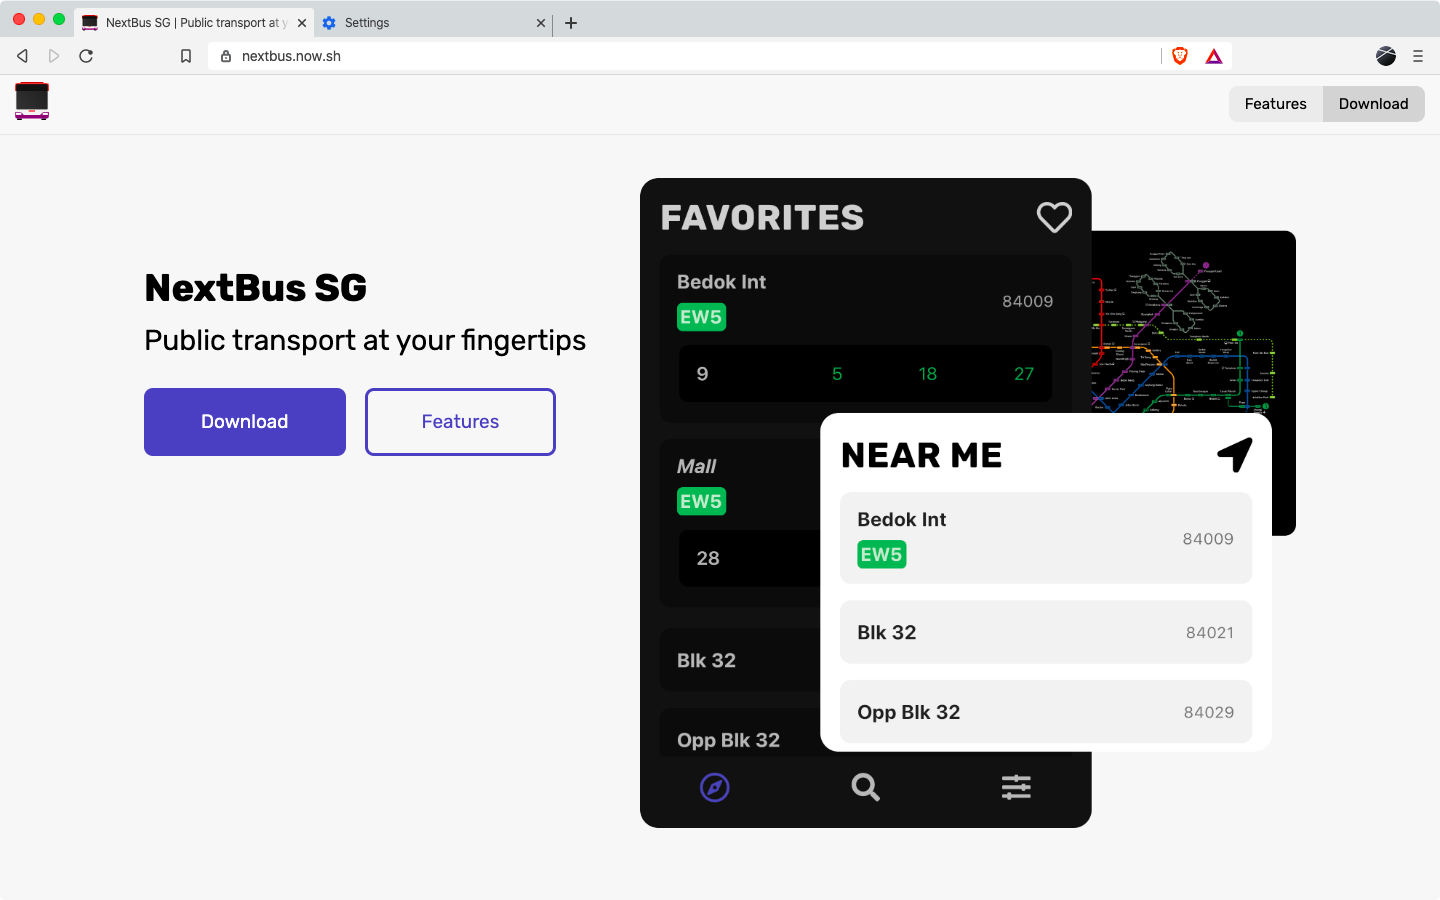 NextBus SG | Public transport at y
Settings
nextbus.now.sh
Features
Download
NextBus SG
Public transport at your fingertips
Download
Features
FAVORITES
Bedok Int
EW5
84009
9 5 18 27
Mall
EW5
28
Blk 32
Opp Blk 32
NEAR ME
Bedok Int
EW5
84009
Blk 32
84021
Opp Blk 32
84029